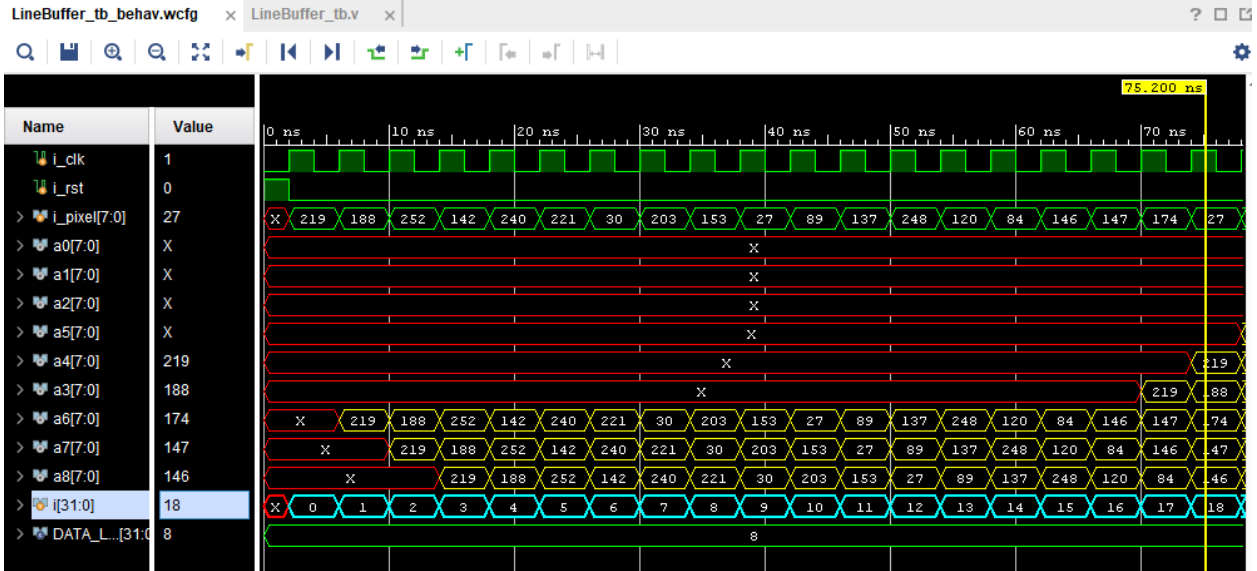 LineBuffer_tb_behav.wcfg × LineBuffer_tb.v ×
?
75.200 ns
Name Value
0 ns 10 ns 20 ns 30 ns 40 ns 50 ns 60 ns 70 ns
i_clk 1
i_rst 0
i_pixel[7:0] 27 X 219 188 252 142 240 221 30 203 153 27 89 137 248 120 84 146 147 174 27
a0[7:0] X X
a1[7:0] X X
a2[7:0] X X
a5[7:0] X X
a4[7:0] 219 X 219
a3[7:0] 188 X 219 188
a6[7:0] 174 X 219 188 252 142 240 221 30 203 153 27 89 137 248 120 84 146 147 174
a7[7:0] 147 X 219 188 252 142 240 221 30 203 153 27 89 137 248 120 84 146 147
a8[7:0] 146 X 219 188 252 142 240 221 30 203 153 27 89 137 248 120 84 146
i[31:0] 18 X 0 1 2 3 4 5 6 7 8 9 10 11 12 13 14 15 16 17 18
DATA_L...[31:0 8 8